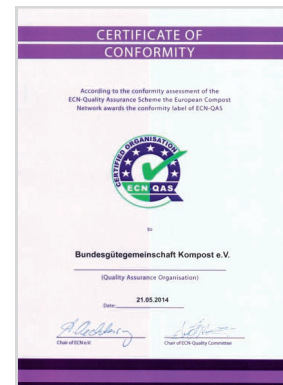 CERTIFICATE OF
CONFORMITY
According to the conformity assessment of the
ECN-Quality Assurance Scheme the European Compost
Network awards the conformity label of ECN-QAS
CERTIFIED ORGANISATION
ECN QAS
to
Bundesgütegemeinschaft Kompost e.V.
(Quality Assurance Organisation)
Date: 21.05.2014
Chair of ECN e.V.
Chair of ECN-Quality Committee